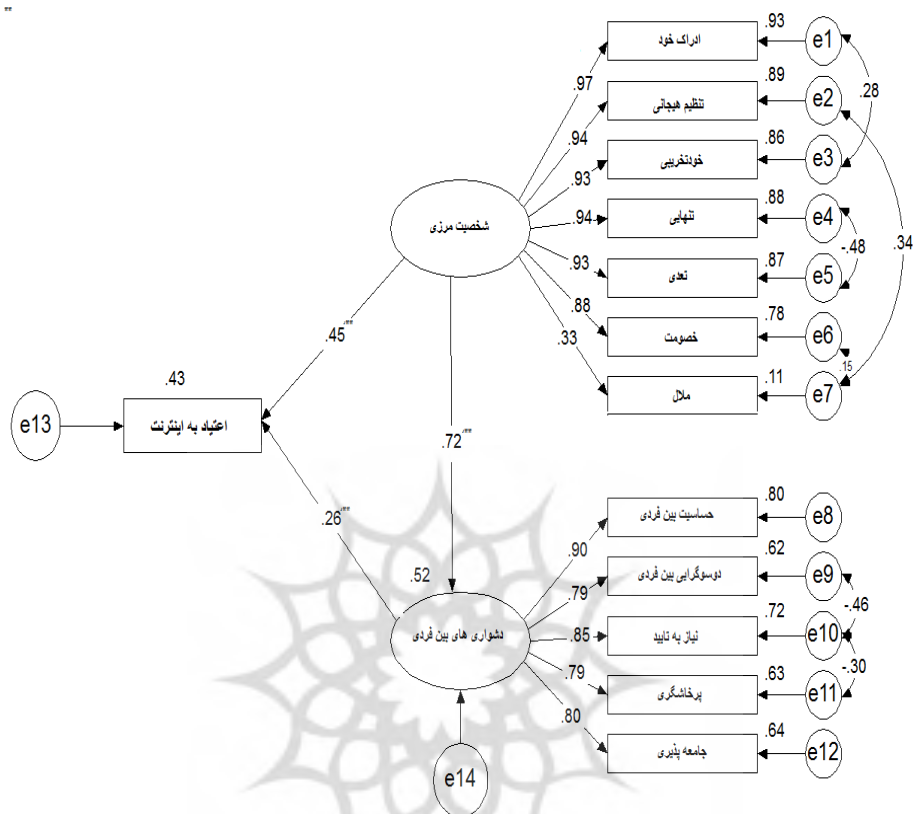 .93
ادراک خود
e1
.97
.28
.89
تنظیم هیجانی
e2
.94
.86
خودتخریبی
e3
.93
.88
تنهایی
e4
.94
-.48
.34
شخصیت مرزی
.87
تعدی
e5
.93
.78
خصومت
e6
.88
.15
.11
ملال
e7
.33
.45***
.43
اعتیاد به اینترنت
e13
.72***
.26***
.80
حساسیت بین فردی
e8
.90
.62
دوسوگرایی بین فردی
e9
.79
-.46
.52
دشواری های بین فردی
.72
نیاز به تایید
e10
.85
-.30
.63
پرخاشگری
e11
.79
.64
جامعه پذیری
e12
.80
e14